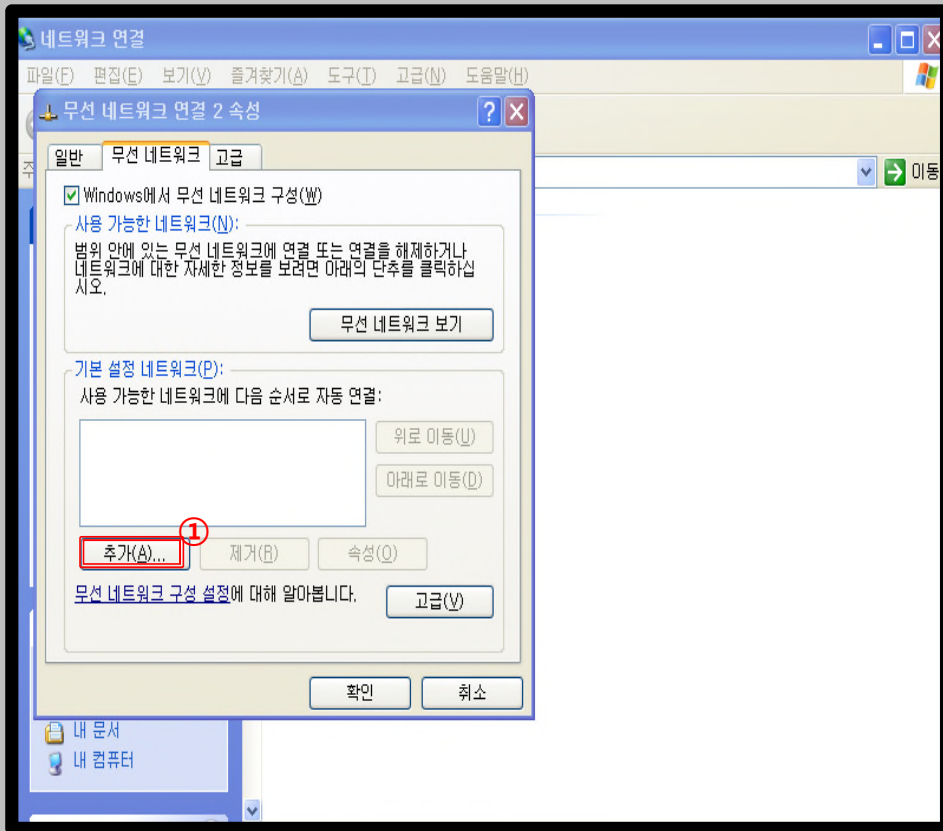 네트워크 연결
파일(F) 편집(E) 보기(V) 즐겨찾기(A) 도구(T) 고급(N) 도움말(H)
무선 네트워크 연결 2 속성
이동
일반 무선 네트워크 고급
Windows에서 무선 네트워크 구성(W)
사용 가능한 네트워크(N):
범위 안에 있는 무선 네트워크에 연결 또는 연결을 해제하거나
네트워크에 대한 자세한 정보를 보려면 아래의 단추를 클릭하십
시오.
무선 네트워크 보기
기본 설정 네트워크(P):
사용 가능한 네트워크에 다음 순서로 자동 연결:
위로 이동(U)
아래로 이동(D)
①
추가(A)... 제거(R) 속성(O)
무선 네트워크 구성 설정에 대해 알아봅니다.
고급(V)
확인 취소
내 문서
내 컴퓨터